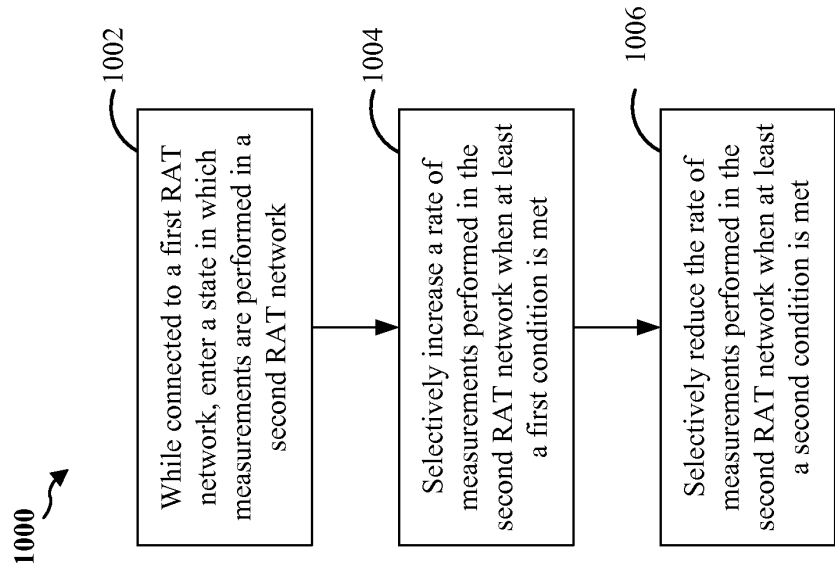 1000
1002
While connected to a first RAT
network, enter a state in which
measurements are performed in a
second RAT network
1004
Selectively increase a rate of
measurements performed in the
second RAT network when at least
a first condition is met
1006
Selectively reduce the rate of
measurements performed in the
second RAT network when at least
a second condition is met